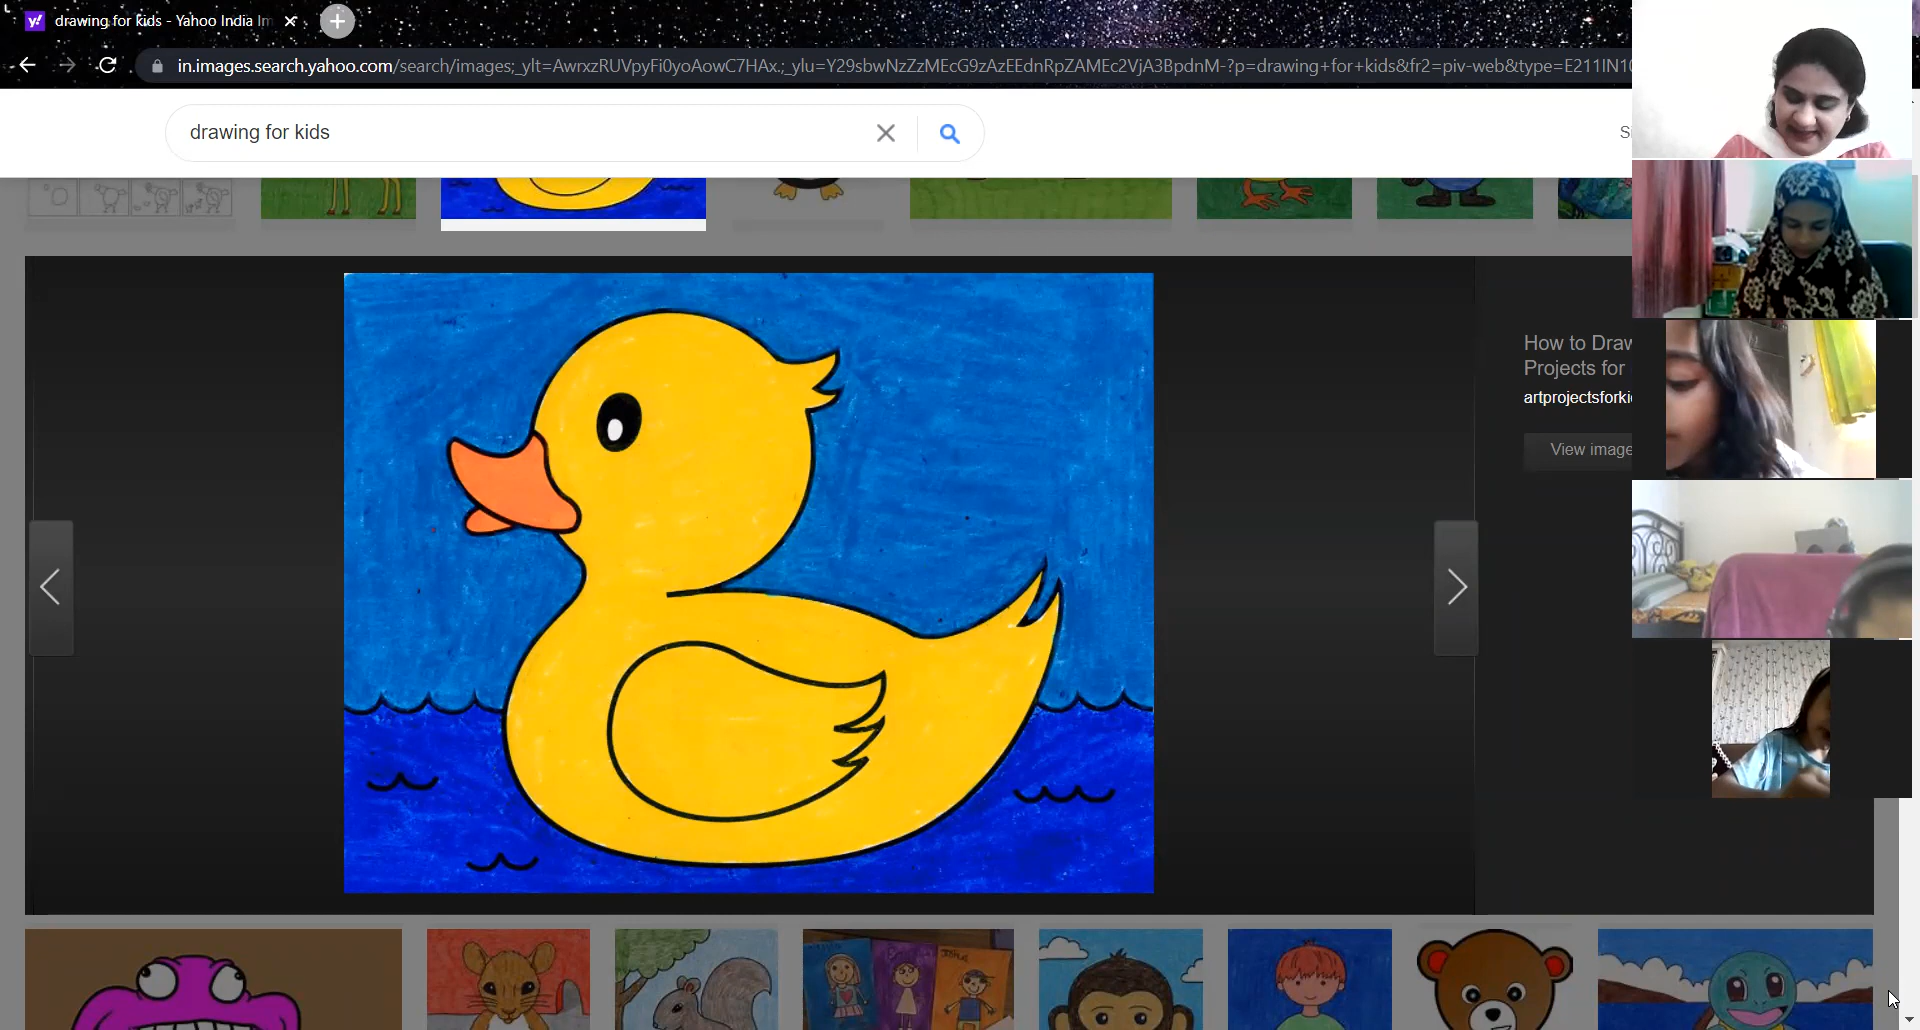 drawing for kids - Yahoo India Im
in.images.search.yahoo.com/search/images;_ylt=AwrxzRUVpyFi0yoAowC7HAx.;_ylu=Y29sbwNzZzMEcG9zAzEEdnRpZAMEc2VjA3BpdnM-?p=drawing+for+kids&fr2=piv-web&type=E211IN10
drawing for kids
S
How to Draw
Projects for
artprojectsforki
View image